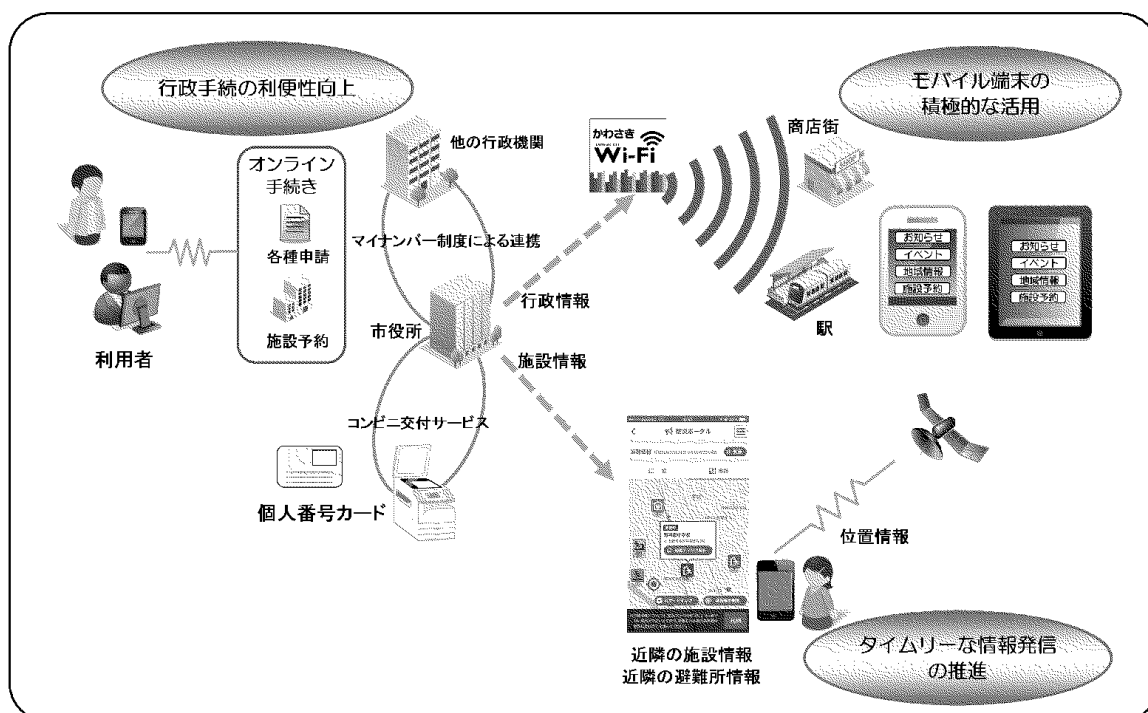 行政手続の利便性向上
モバイル端末の
積極的な活用
他の行政機関
オンライン
手続き
各種申請
施設予約
利用者
マイナンバー制度による連携
市役所
行政情報
施設情報
コンビニ交付サービス
個人番号カード
かわさき
Wi-Fi
商店街
駅
お知らせ
イベント
地域情報
施設予約
お知らせ
イベント
地域情報
施設予約
位置情報
近隣の施設情報
近隣の避難所情報
タイムリーな情報発信
の推進